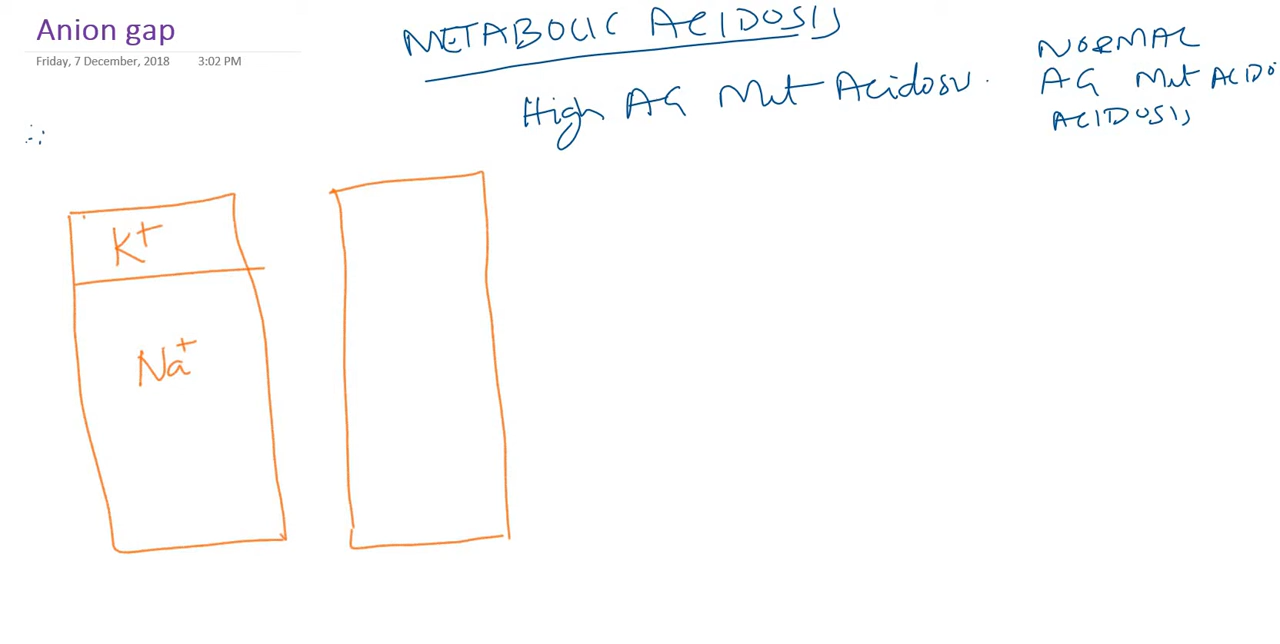 Anion gap
Friday, 7 December, 2018 3:02 PM
METABOLIC ACIDOSIS
High AG Met Acidosis.
NORMAL
AG Met ACIDO
ACIDOSIS
K+
Na+